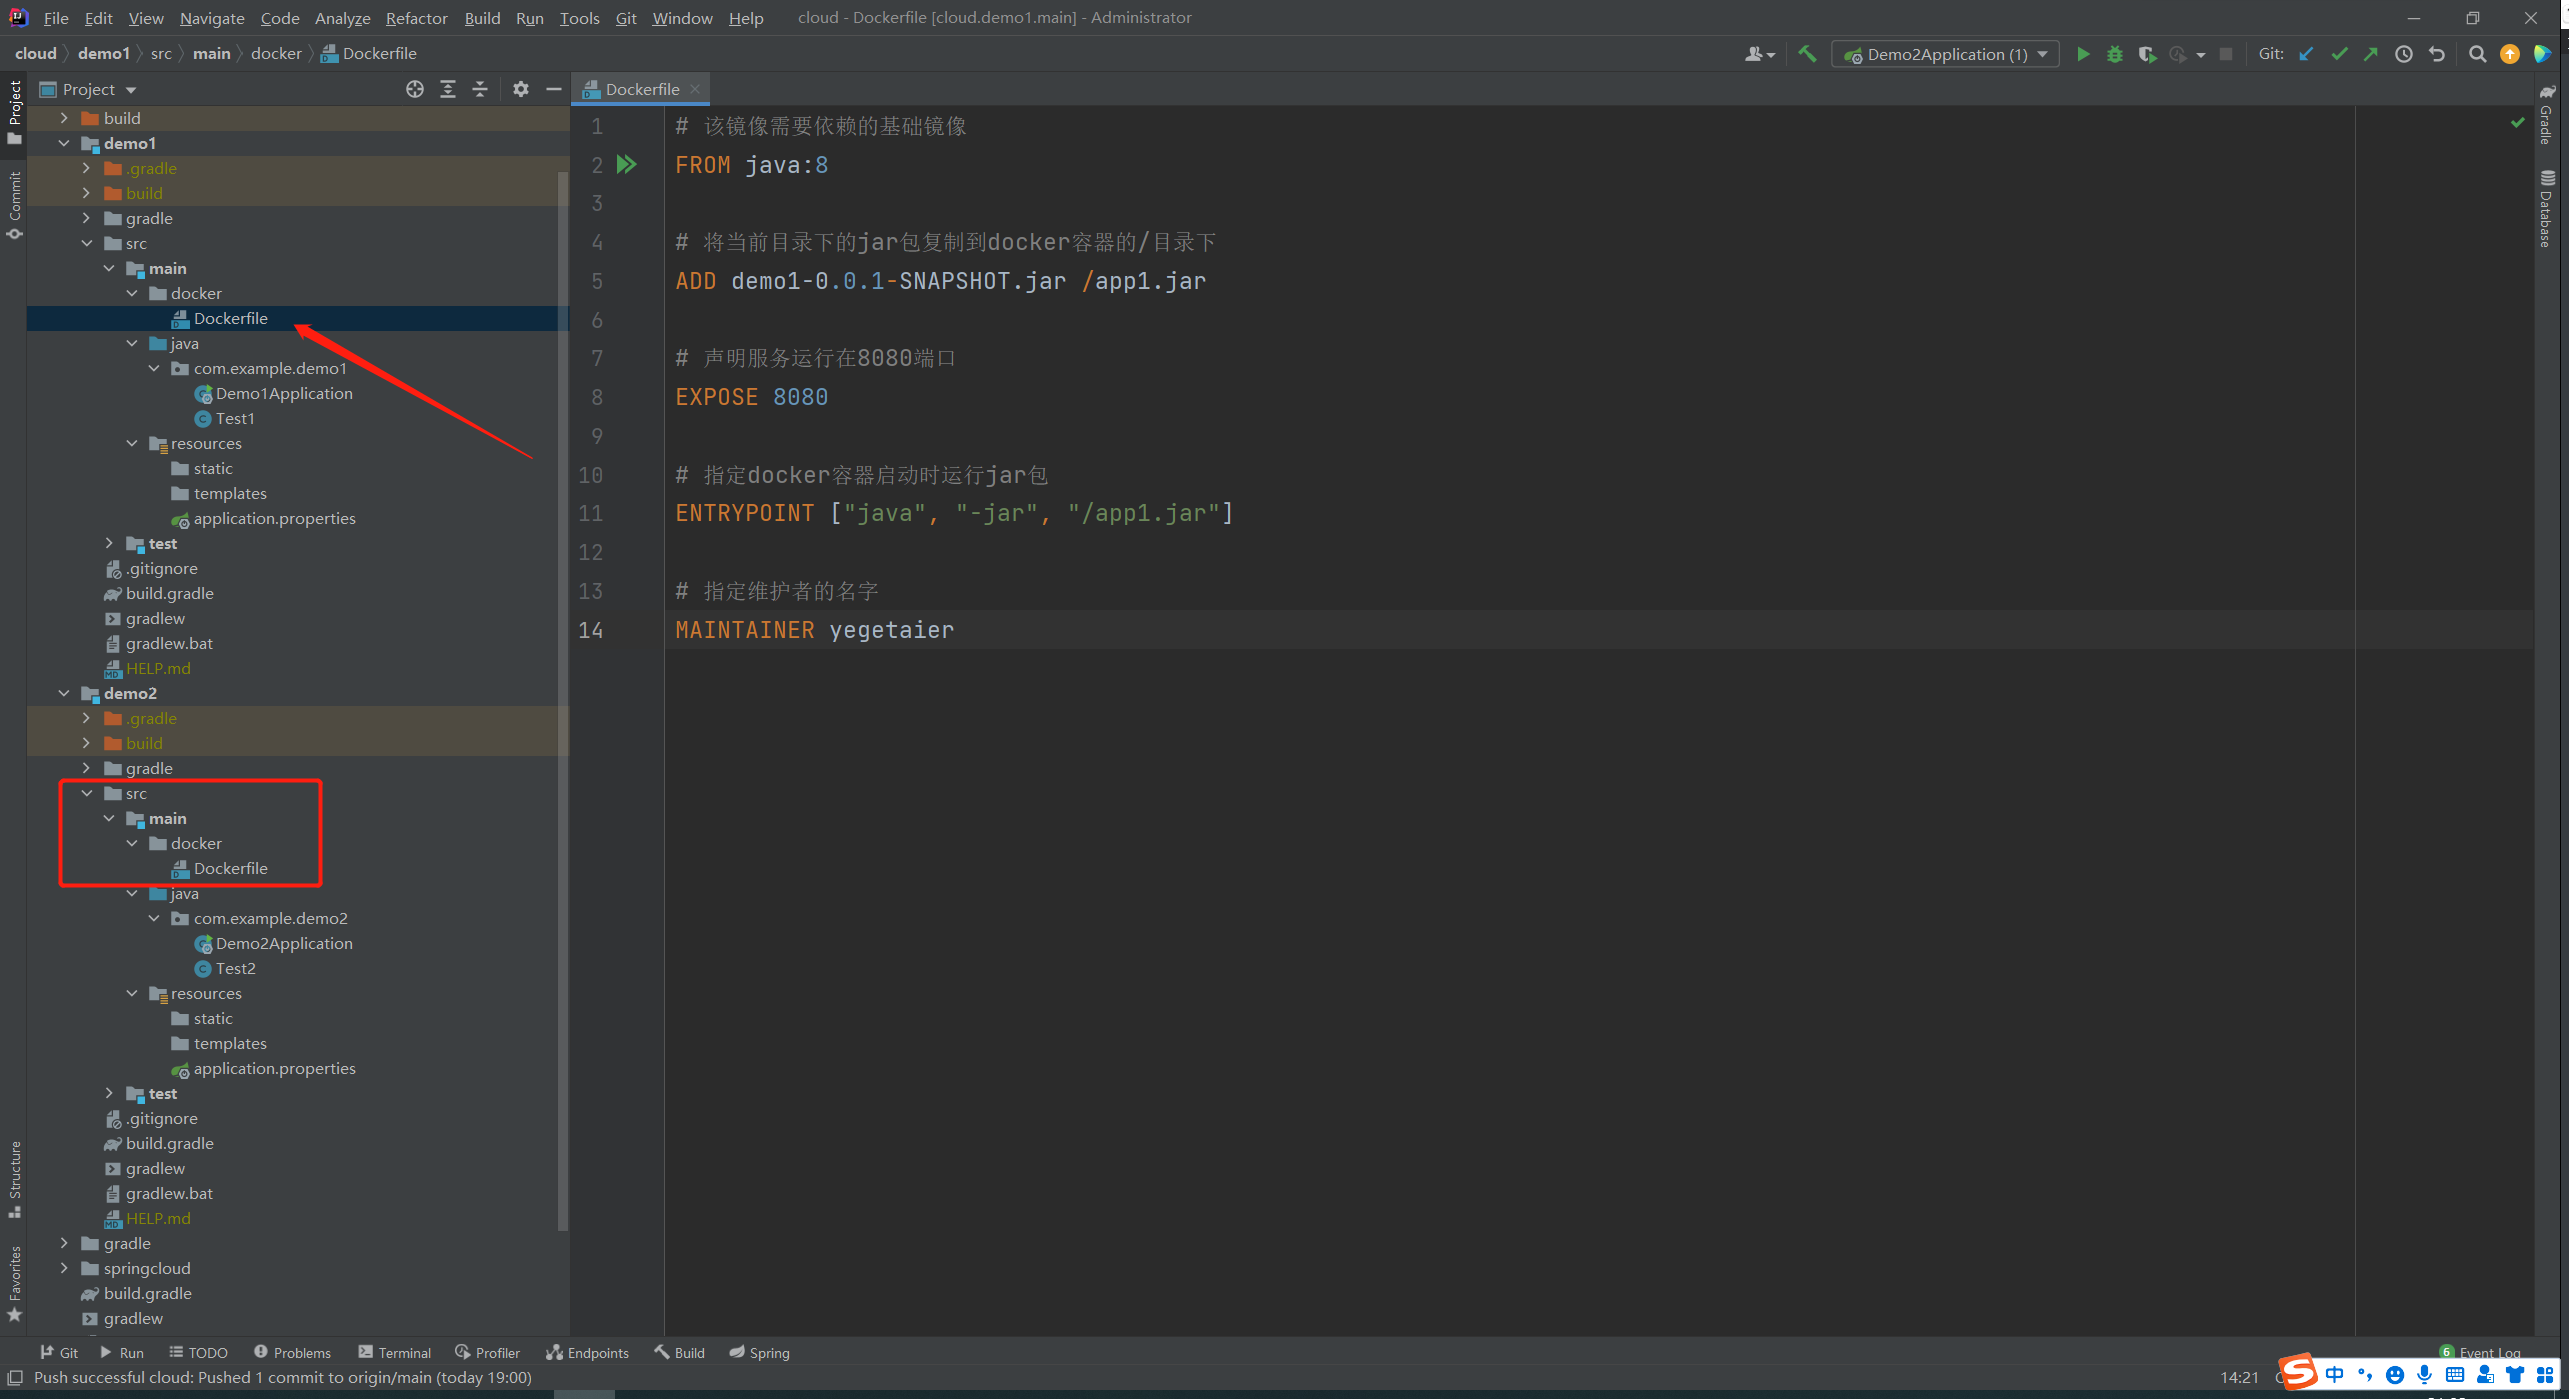 File Edit View Navigate Code Analyze Refactor Build Run Tools Git Window Help cloud - Dockerfile [cloud.demo1.main] - Administrator
cloud demo1 src main docker Dockerfile Demo2Application (1) Git:
Project
Dockerfile
build
demo1
.gradle
build
gradle
src
main
docker
Dockerfile
java
com.example.demo1
Demo1Application
Test1
resources
static
templates
application.properties
test
.gitignore
build.gradle
gradlew
gradlew.bat
HELP.md
demo2
.gradle
build
gradle
src
main
docker
Dockerfile
java
com.example.demo2
Demo2Application
Test2
resources
static
templates
application.properties
test
.gitignore
build.gradle
gradlew
gradlew.bat
HELP.md
gradle
springcloud
build.gradle
gradlew
1 # 该镜像需要依赖的基础镜像
2 FROM java:8
3
4 # 将当前目录下的jar包复制到docker容器的/目录下
5 ADD demo1-0.0.1-SNAPSHOT.jar /app1.jar
6
7 # 声明服务运行在8080端口
8 EXPOSE 8080
9
10 # 指定docker容器启动时运行jar包
11 ENTRYPOINT ["java", "-jar", "/app1.jar"]
12
13 # 指定维护者的名字
14 MAINTAINER yegetaier
Project
Commit
Structure
Favorites
Gradle
Database
Git Run TODO Problems Terminal Profiler Endpoints Build Spring 6 Event Log
Push successful cloud: Pushed 1 commit to origin/main (today 19:00) 14:21
中